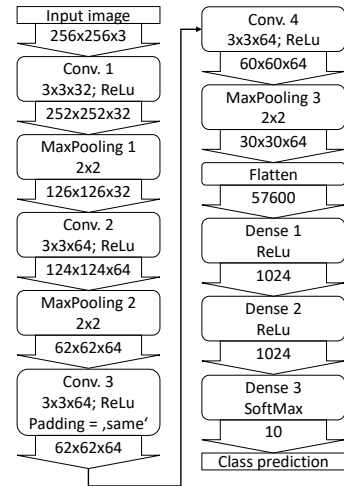 Input image
256x256x3
Conv. 1
3x3x32; ReLu
252x252x32
MaxPooling 1
2x2
126x126x32
Conv. 2
3x3x64; ReLu
124x124x64
MaxPooling 2
2x2
62x62x64
Conv. 3
3x3x64; ReLu
Padding = ‚same‘
62x62x64
Conv. 4
3x3x64; ReLu
60x60x64
MaxPooling 3
2x2
30x30x64
Flatten
57600
Dense 1
ReLu
1024
Dense 2
ReLu
1024
Dense 3
SoftMax
10
Class prediction